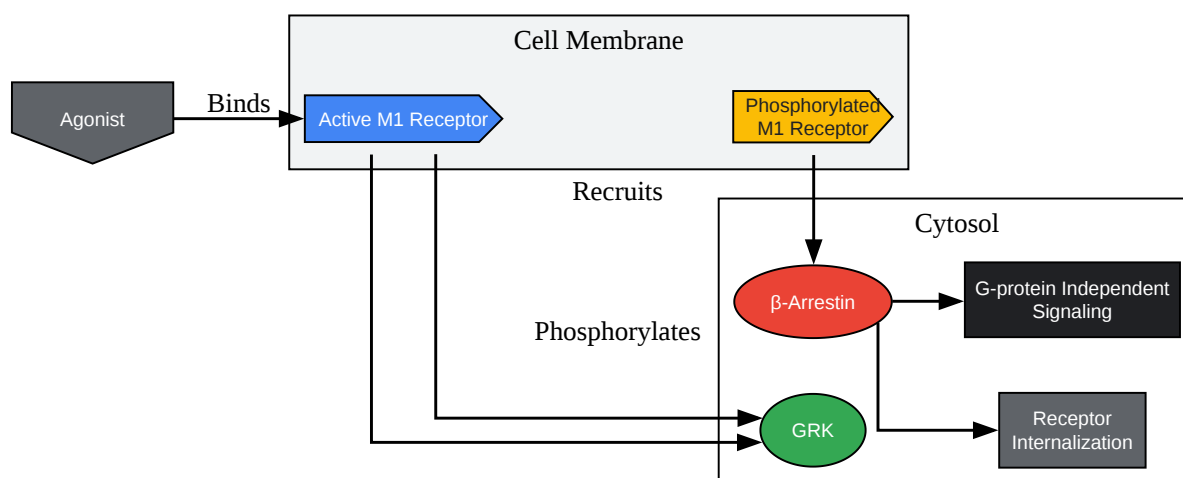 Cell Membrane
Agonist
Binds
Active M1 Receptor
Phosphorylated
M1 Receptor
Recruits
Cytosol
β-Arrestin
G-protein Independent
Signaling
Phosphorylates
GRK
Receptor
Internalization